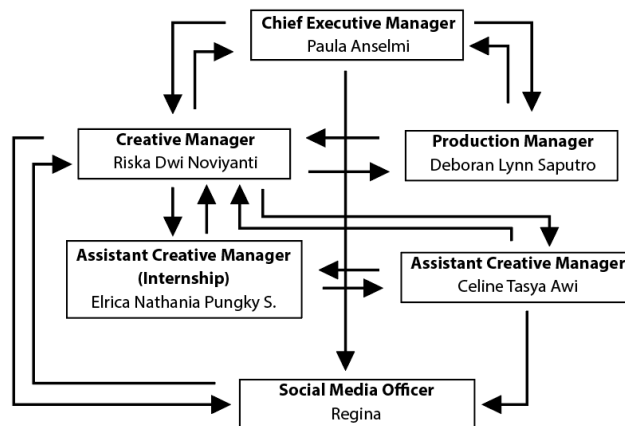 Chief Executive Manager
Paula Anselmi
Creative Manager
Riska Dwi Noviyanti
Production Manager
Deboran Lynn Saputro
Assistant Creative Manager
(Internship)
Elrica Nathania Pungky S.
Assistant Creative Manager
Celine Tasya Awi
Social Media Officer
Regina